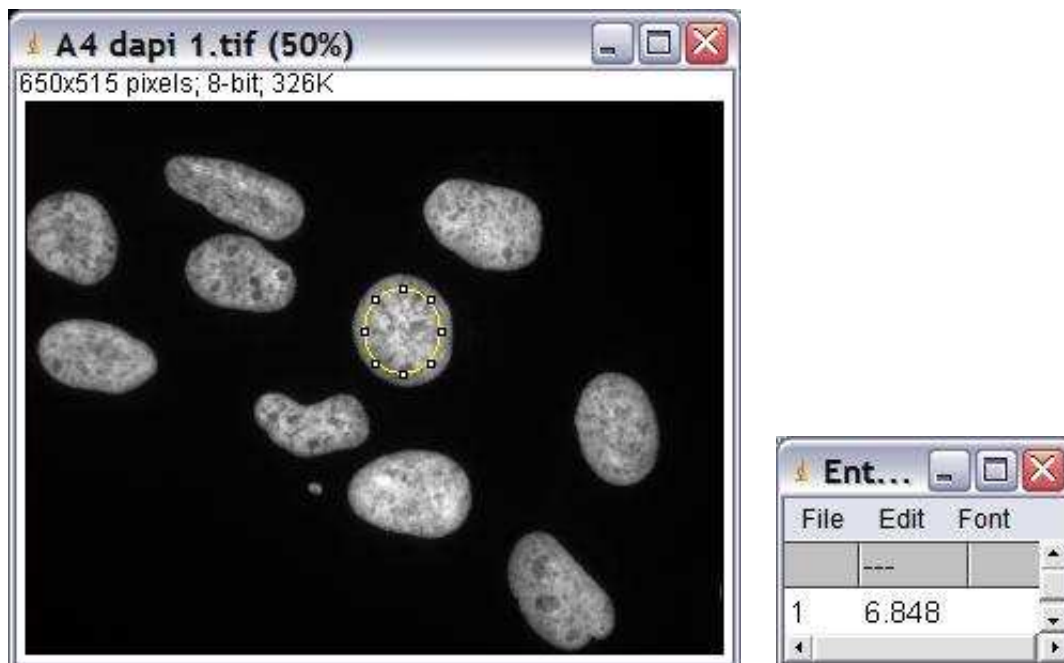 A4 dapi 1.tif (50%)
650x515 pixels; 8-bit; 326K
Ent...
File Edit Font
---
1 6.848